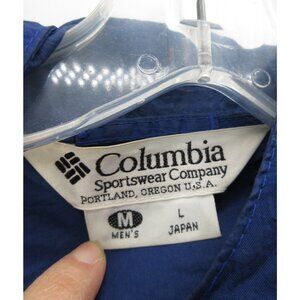 Columbia
Sportswear Company
PORTLAND, OREGON U.S.A.
M L
MEN'S JAPAN